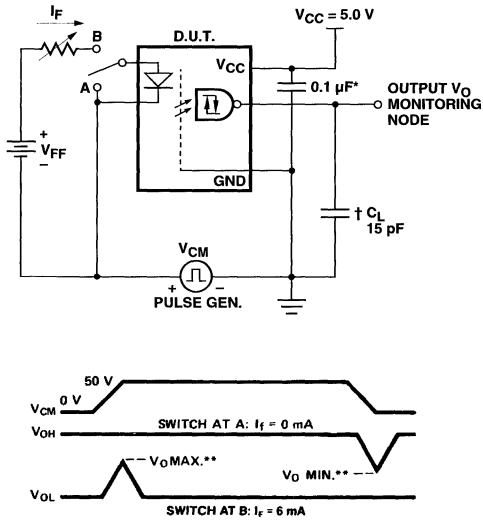 I_F
B
A
D.U.T.
V_CC = 5.0 V
V_CC
0.1 µF*
OUTPUT V_O
MONITORING
NODE
+
V_FF
–
GND
† C_L
15 pF
V_CM
+
–
PULSE GEN.
50 V
V_CM 0 V
SWITCH AT A: I_f = 0 mA
V_OH
V_O MAX.**
V_O MIN.**
V_OL
SWITCH AT B: I_F = 6 mA